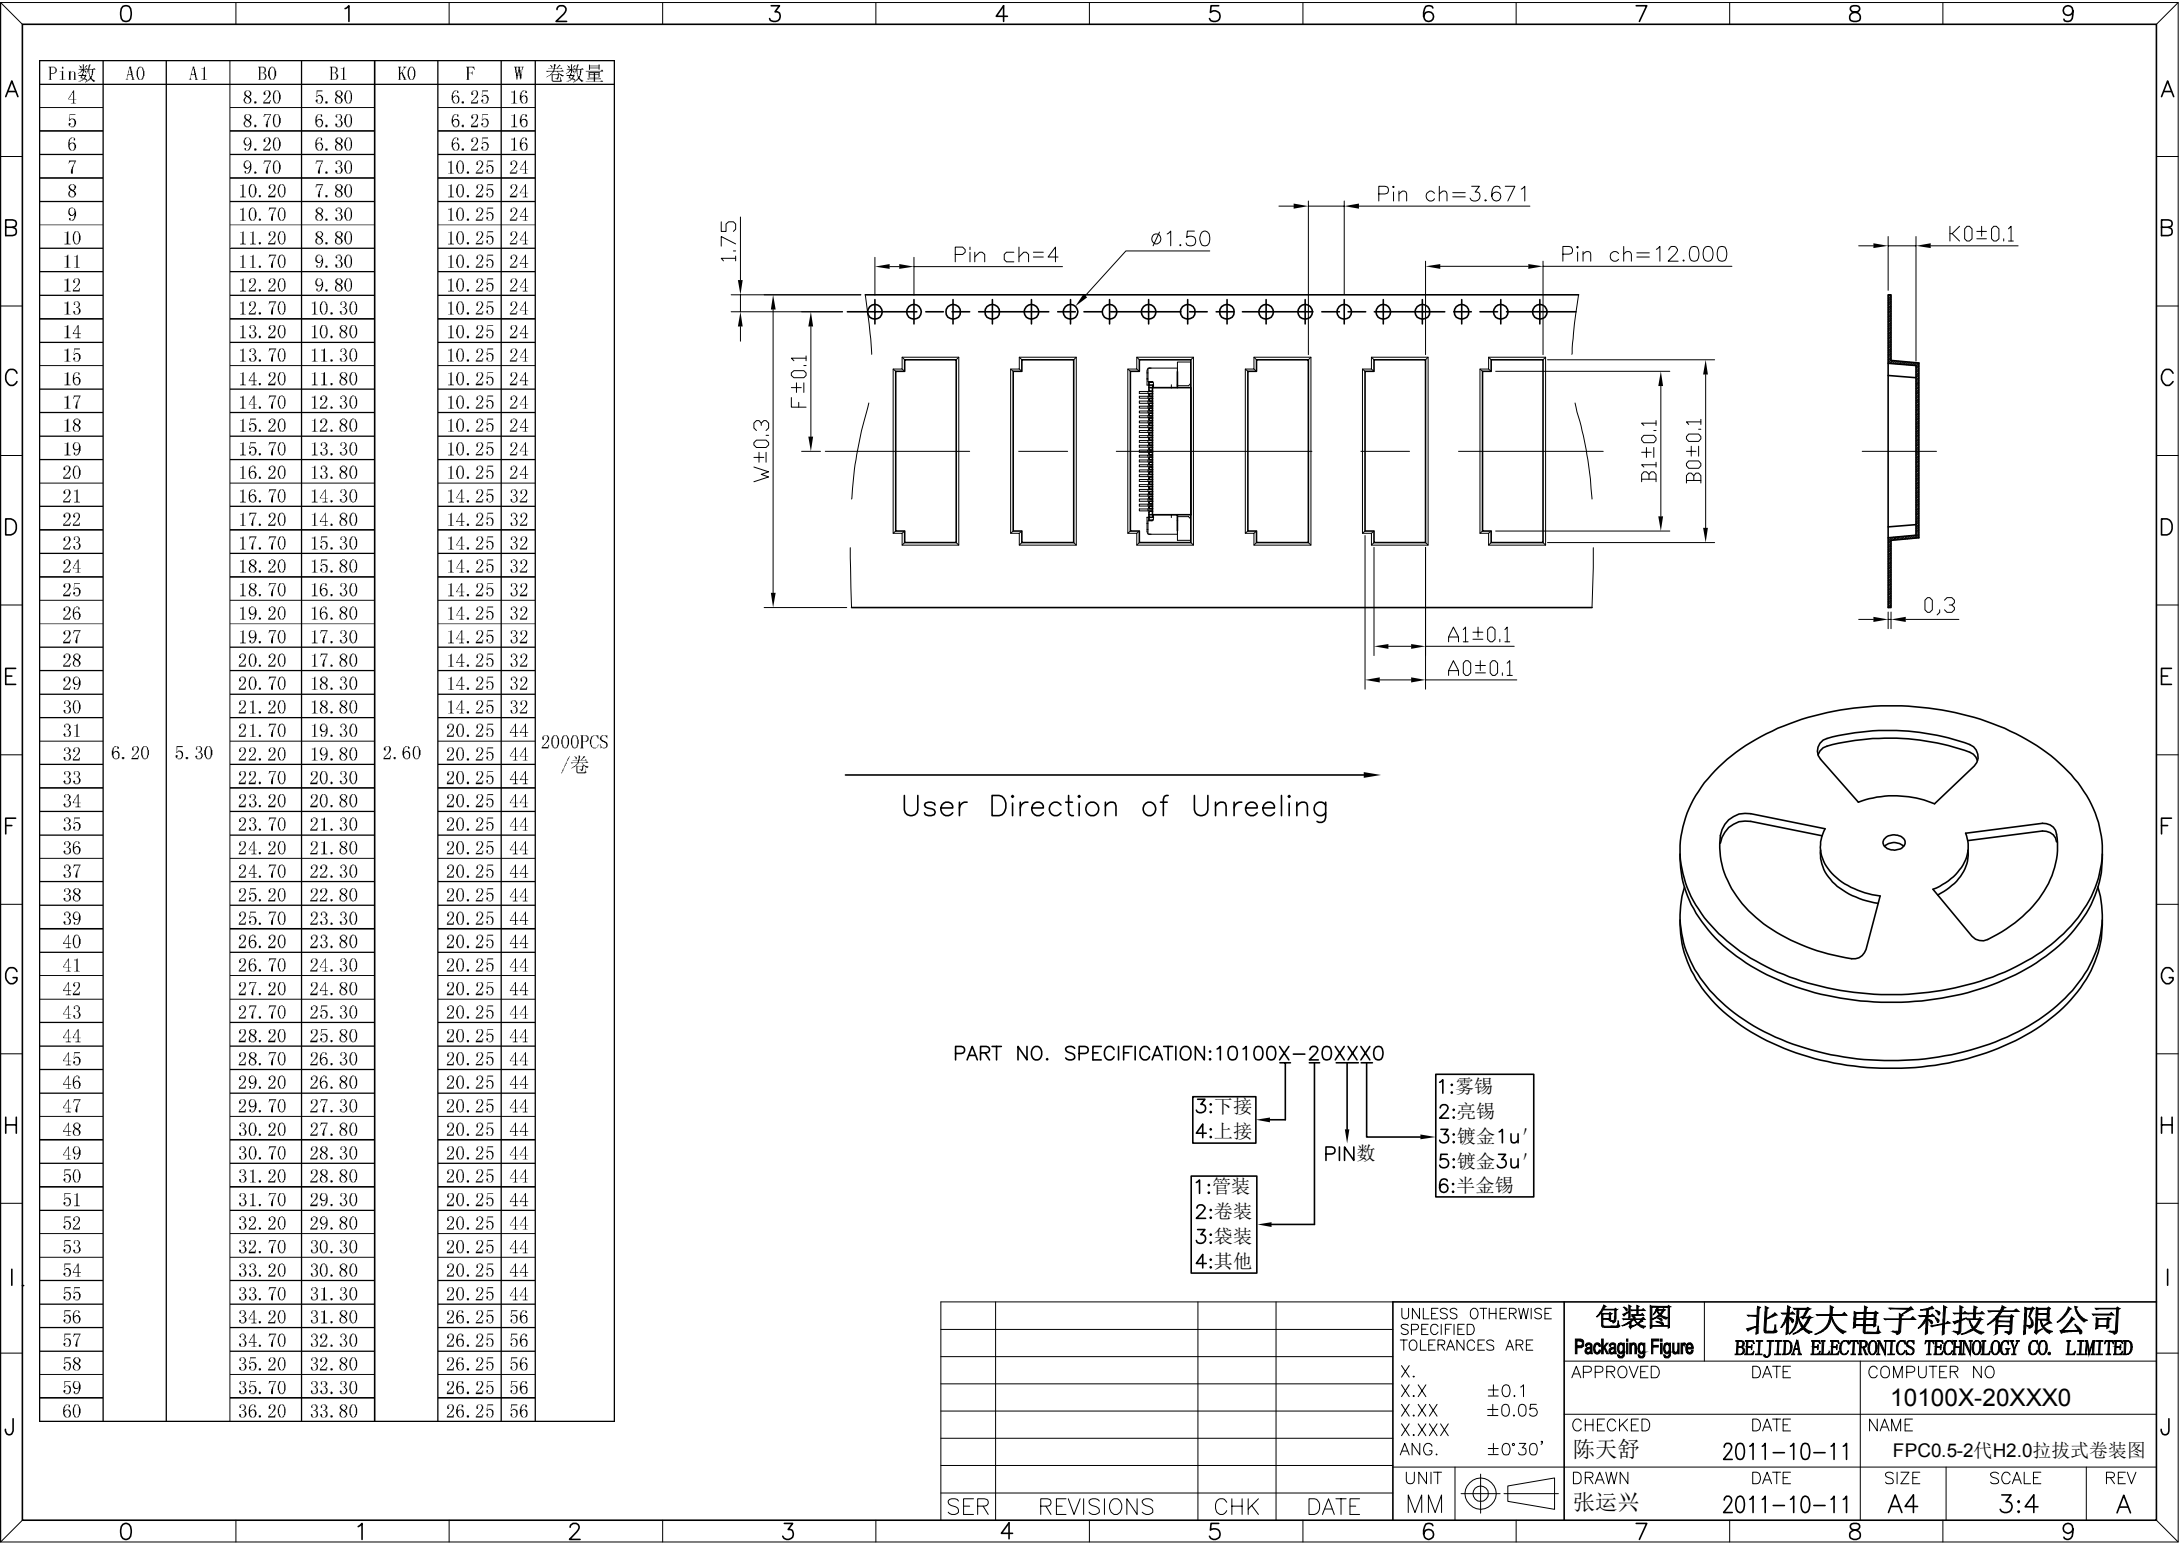 0 1 2 3 4 5 6 7 8 9
A
B
C
D
E
F
G
H
I
J
Pin数 A0 A1 B0 B1 K0 F W 卷数量
4 8.20 5.80 6.25 16
5 8.70 6.30 6.25 16
6 9.20 6.80 6.25 16
7 9.70 7.30 10.25 24
8 10.20 7.80 10.25 24
9 10.70 8.30 10.25 24
10 11.20 8.80 10.25 24
11 11.70 9.30 10.25 24
12 12.20 9.80 10.25 24
13 12.70 10.30 10.25 24
14 13.20 10.80 10.25 24
15 13.70 11.30 10.25 24
16 14.20 11.80 10.25 24
17 14.70 12.30 10.25 24
18 15.20 12.80 10.25 24
19 15.70 13.30 10.25 24
20 16.20 13.80 10.25 24
21 16.70 14.30 14.25 32
22 17.20 14.80 14.25 32
23 17.70 15.30 14.25 32
24 18.20 15.80 14.25 32
25 18.70 16.30 14.25 32
26 19.20 16.80 14.25 32
27 19.70 17.30 14.25 32
28 20.20 17.80 14.25 32
29 20.70 18.30 14.25 32
30 21.20 18.80 14.25 32
31 21.70 19.30 20.25 44
32 6.20 5.30 22.20 19.80 2.60 20.25 44 2000PCS
/卷
33 22.70 20.30 20.25 44
34 23.20 20.80 20.25 44
35 23.70 21.30 20.25 44
36 24.20 21.80 20.25 44
37 24.70 22.30 20.25 44
38 25.20 22.80 20.25 44
39 25.70 23.30 20.25 44
40 26.20 23.80 20.25 44
41 26.70 24.30 20.25 44
42 27.20 24.80 20.25 44
43 27.70 25.30 20.25 44
44 28.20 25.80 20.25 44
45 28.70 26.30 20.25 44
46 29.20 26.80 20.25 44
47 29.70 27.30 20.25 44
48 30.20 27.80 20.25 44
49 30.70 28.30 20.25 44
50 31.20 28.80 20.25 44
51 31.70 29.30 20.25 44
52 32.20 29.80 20.25 44
53 32.70 30.30 20.25 44
54 33.20 30.80 20.25 44
55 33.70 31.30 20.25 44
56 34.20 31.80 26.25 56
57 34.70 32.30 26.25 56
58 35.20 32.80 26.25 56
59 35.70 33.30 26.25 56
60 36.20 33.80 26.25 56
Pin ch=3.671
1.75
Pin ch=4
ø1.50
Pin ch=12.000
K0±0.1
F±0.1
W±0.3
B1±0.1
B0±0.1
0,3
A1±0.1
A0±0.1
User Direction of Unreeling
PART NO. SPECIFICATION:10100X-20XXX0
3:下接
4:上接
PIN数
1:雾锡
2:亮锡
3:镀金1u'
5:镀金3u'
6:半金锡
1:管装
2:卷装
3:袋装
4:其他
SER REVISIONS CHK DATE
UNLESS OTHERWISE
SPECIFIED
TOLERANCES ARE
X.
X.X ±0.1
X.XX ±0.05
X.XXX
ANG. ±0°30'
UNIT
MM
包装图
Packaging Figure
北极大电子科技有限公司
BEIJIDA ELECTRONICS TECHNOLOGY CO. LIMITED
APPROVED DATE
COMPUTER NO
10100X-20XXX0
CHECKED DATE
陈天舒 2011-10-11
NAME
FPC0.5-2代H2.0拉拔式卷装图
DRAWN DATE
张运兴 2011-10-11
SIZE SCALE REV
A4 3:4 A
0 1 2 3 4 5 6 7 8 9
A
B
C
D
E
F
G
H
I
J